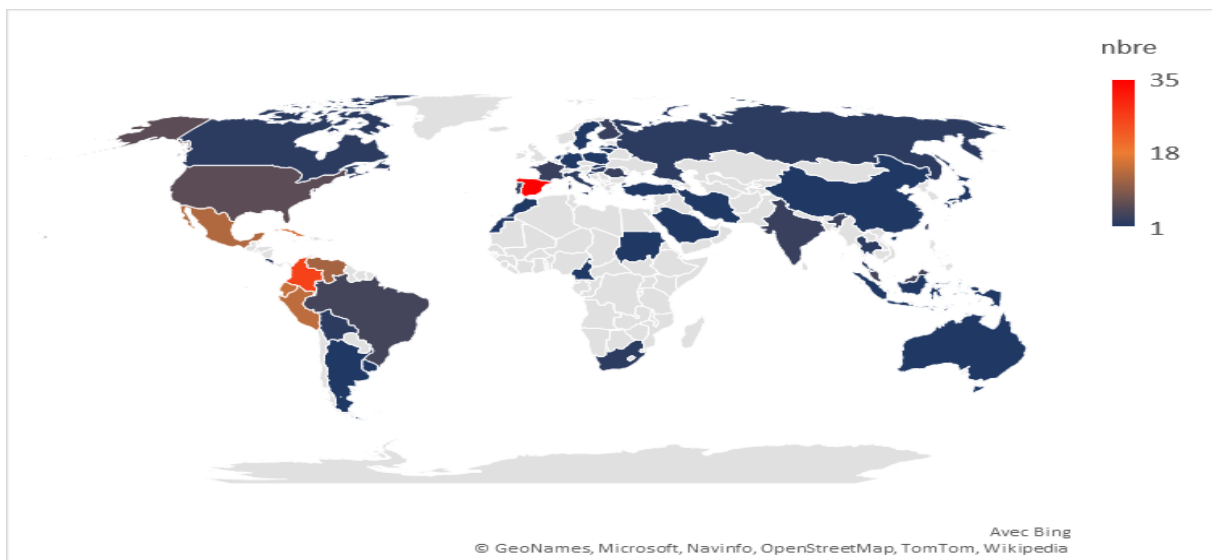 nbre
35
18
1
Avec Bing
© GeoNames, Microsoft, Navinfo, OpenStreetMap, TomTom, Wikipedia